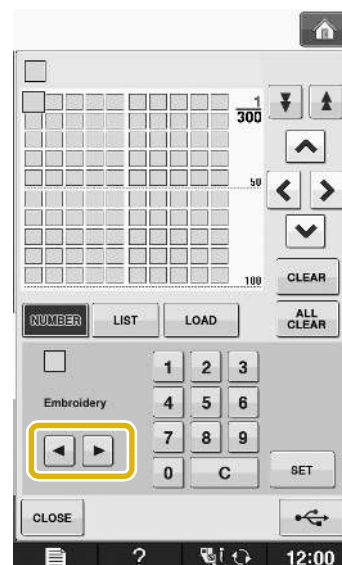 1
300
50
100
CLEAR
NUMBER LIST LOAD ALL CLEAR
1 2 3
Embroidery 4 5 6
7 8 9
0 C SET
CLOSE
? 12:00